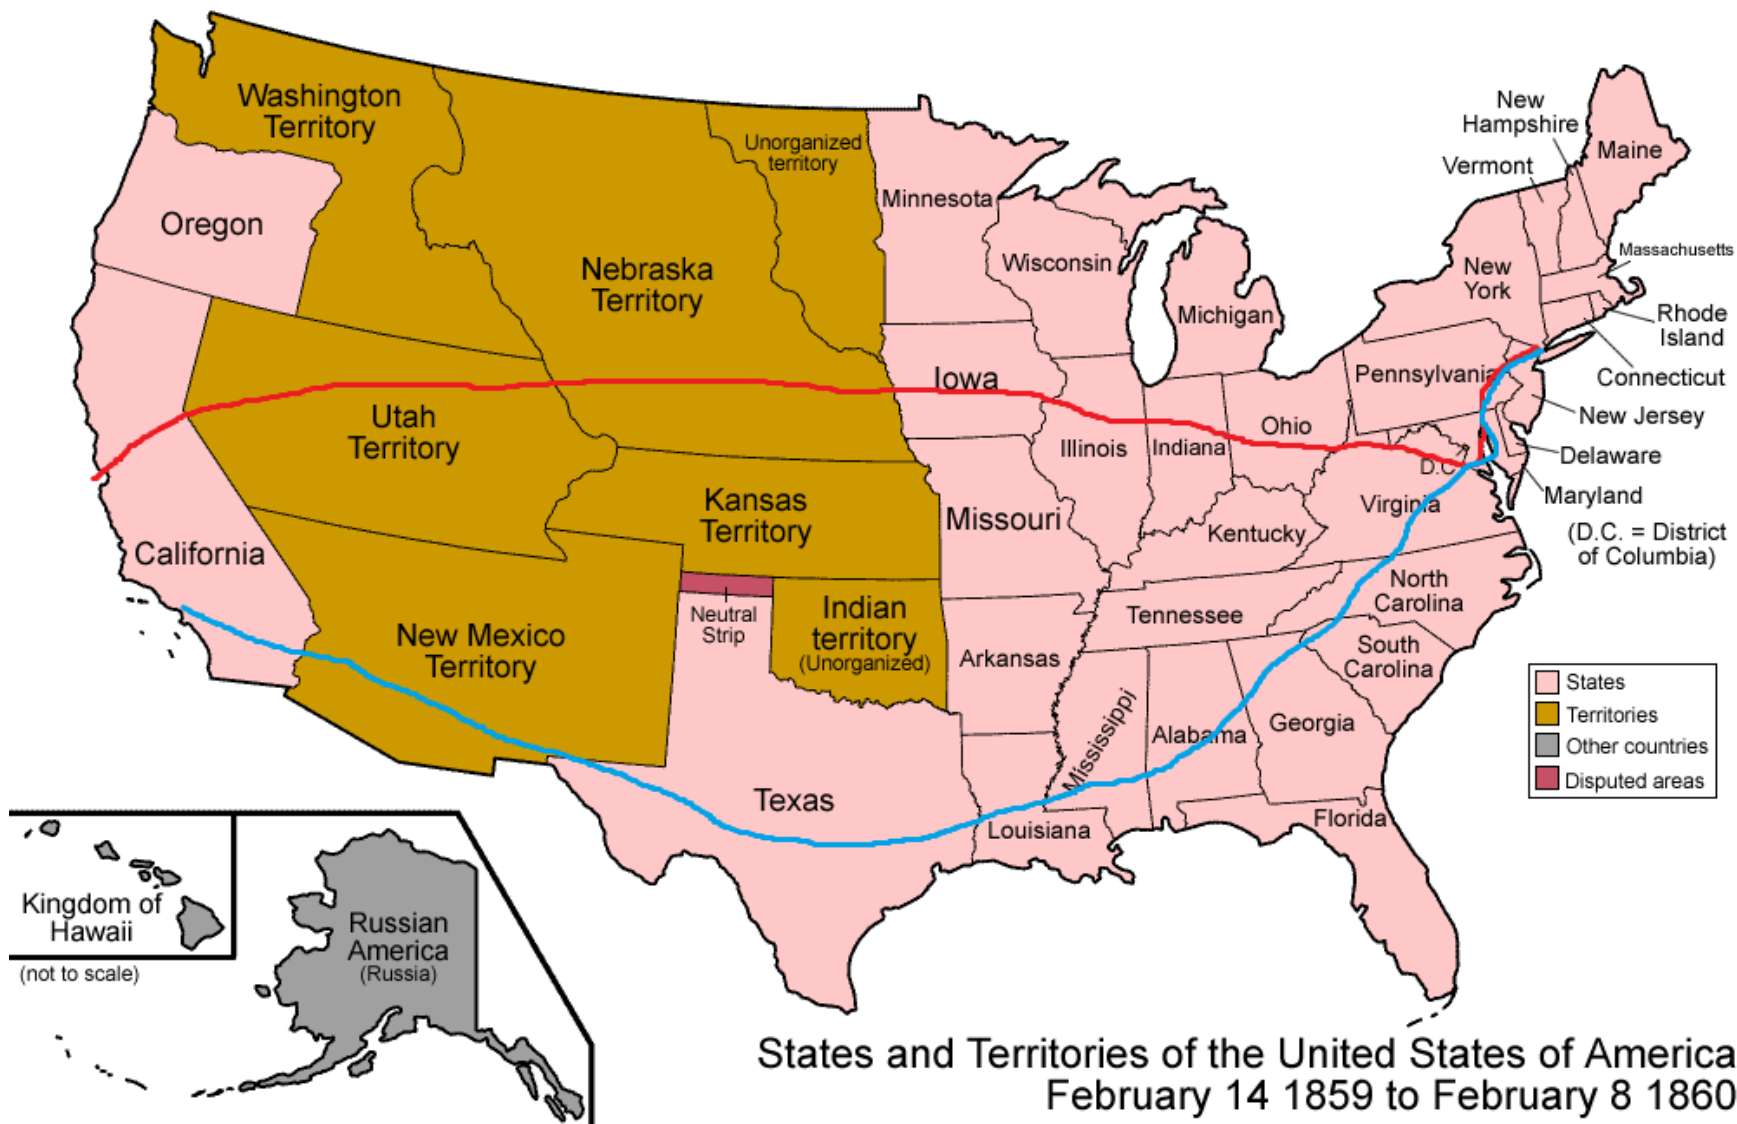 Washington
Territory
Unorganized
territory
New
Hampshire
Vermont
Maine
Oregon
Minnesota
Wisconsin
Michigan
New
York
Massachusetts
Rhode
Island
Connecticut
Nebraska
Territory
Iowa
Pennsylvania
New Jersey
Utah
Territory
Illinois
Indiana
Ohio
Delaware
D.C.
Maryland
(D.C. = District
of Columbia)
Virginia
Kansas
Territory
Missouri
Kentucky
California
Neutral
Strip
Indian
territory
(Unorganized)
Tennessee
North
Carolina
New Mexico
Territory
Arkansas
South
Carolina
Mississippi
Alabama
Georgia
Texas
Louisiana
Florida
States
Territories
Other countries
Disputed areas
Kingdom of
Hawaii
(not to scale)
Russian
America
(Russia)
States and Territories of the United States of America
February 14 1859 to February 8 1860